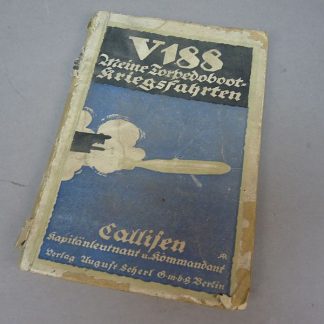 V188
Meine Torpedoboot-
Kriegsfahrten
Callisen
Kapitänleutnant u. Kommandant
Verlag August Scherl G.m.b.H. Berlin